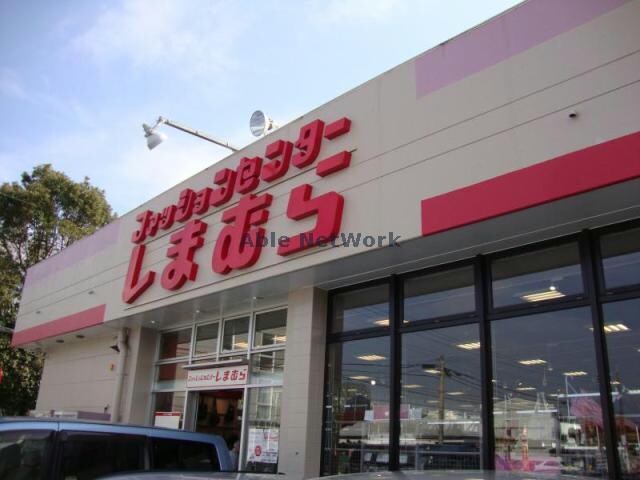 ファッションセンター
しまむら
Able NetWork
ファッションセンターしまむら